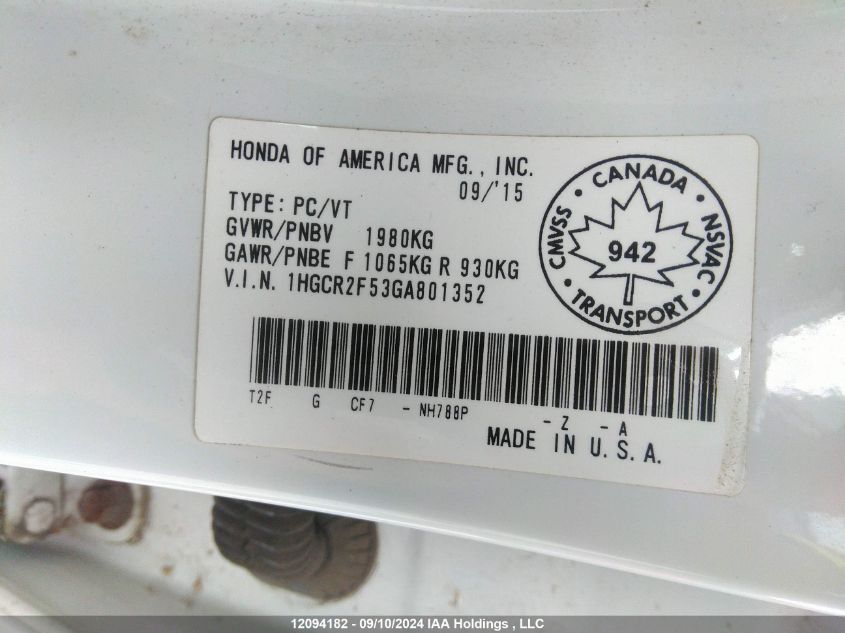 HONDA OF AMERICA MFG., INC.
09/'15
TYPE: PC/VT
GVWR/PNBV 1980KG
GAWR/PNBE F 1065KG R 930KG
V.I.N. 1HGCR2F53GA801352
CANADA
CMVSS
NSVAC
942
TRANSPORT
T2F G CF7 - NH788P - Z - A
MADE IN U.S.A.
12094182 - 09/10/2024 IAA Holdings , LLC